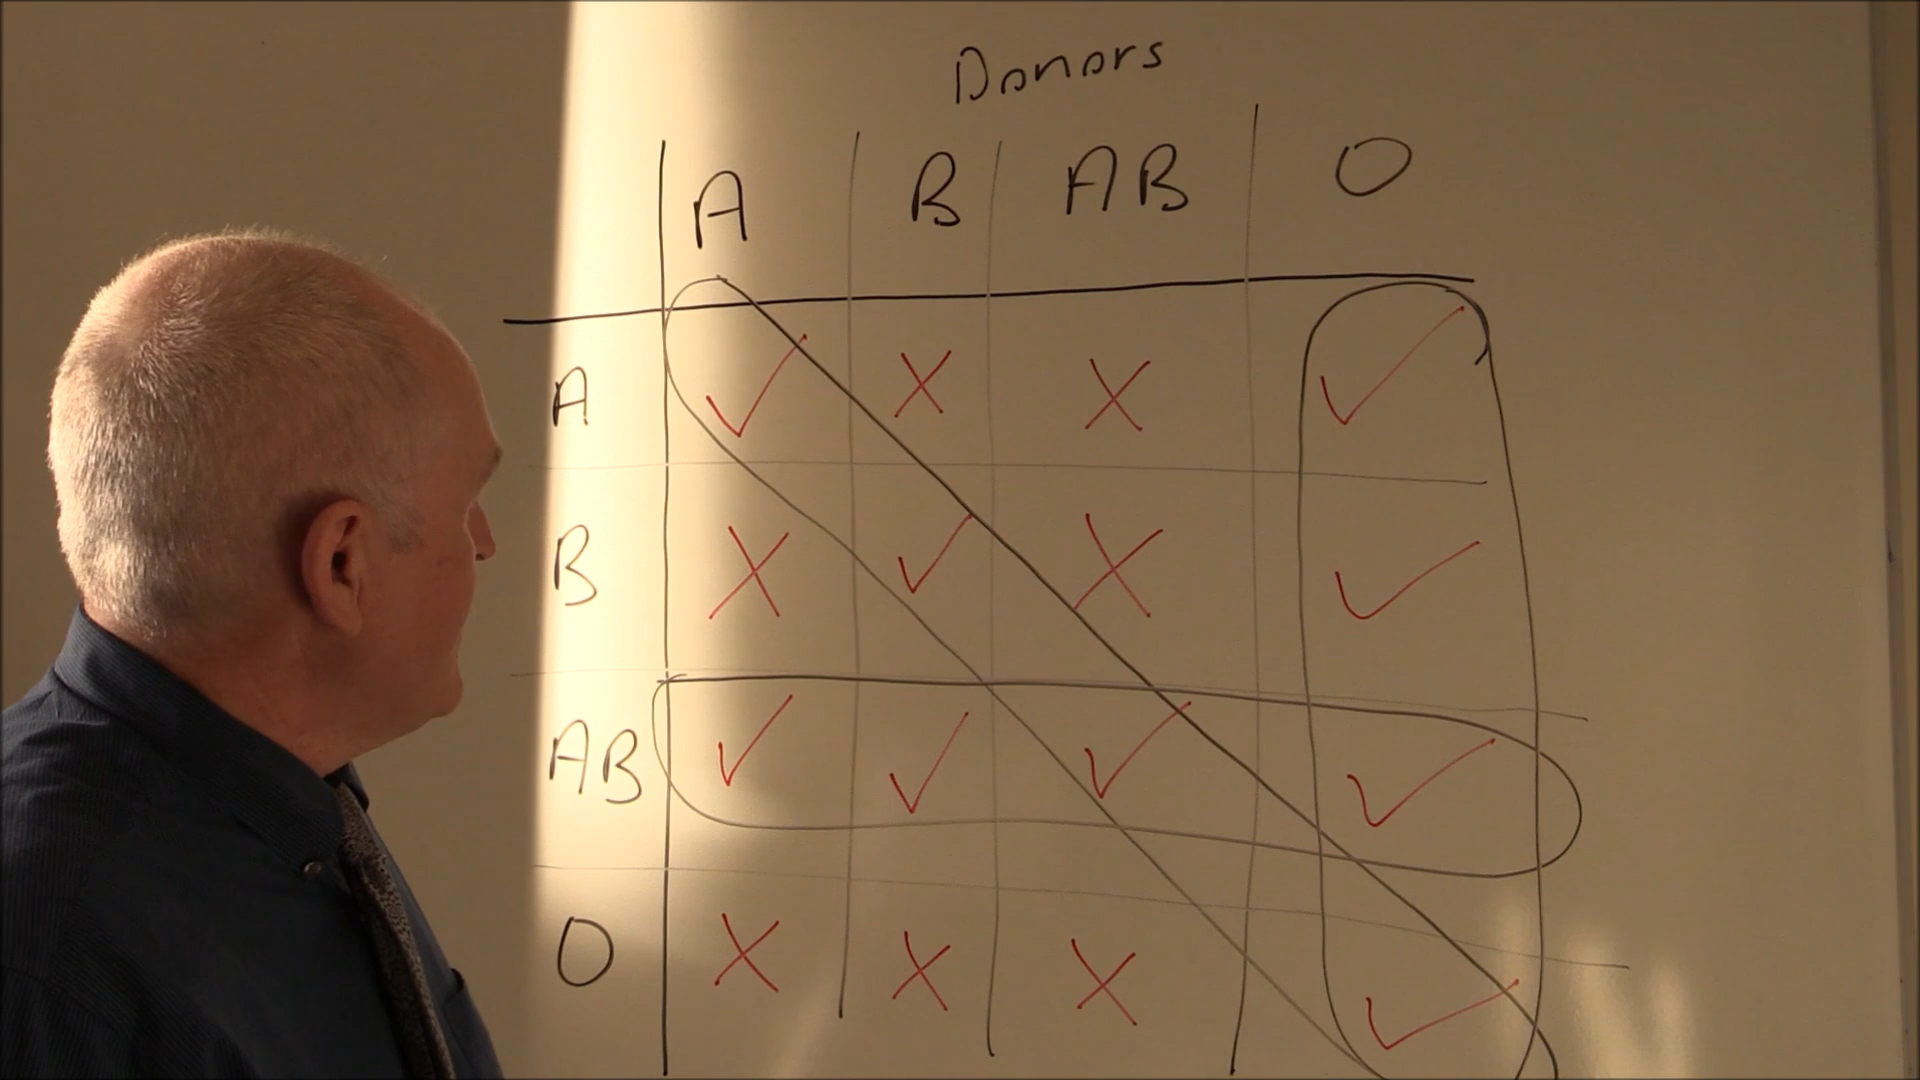 Donors
A B AB O
A ✓ X X ✓
B X ✓ X ✓
AB ✓ ✓ ✓ ✓
O X X X ✓